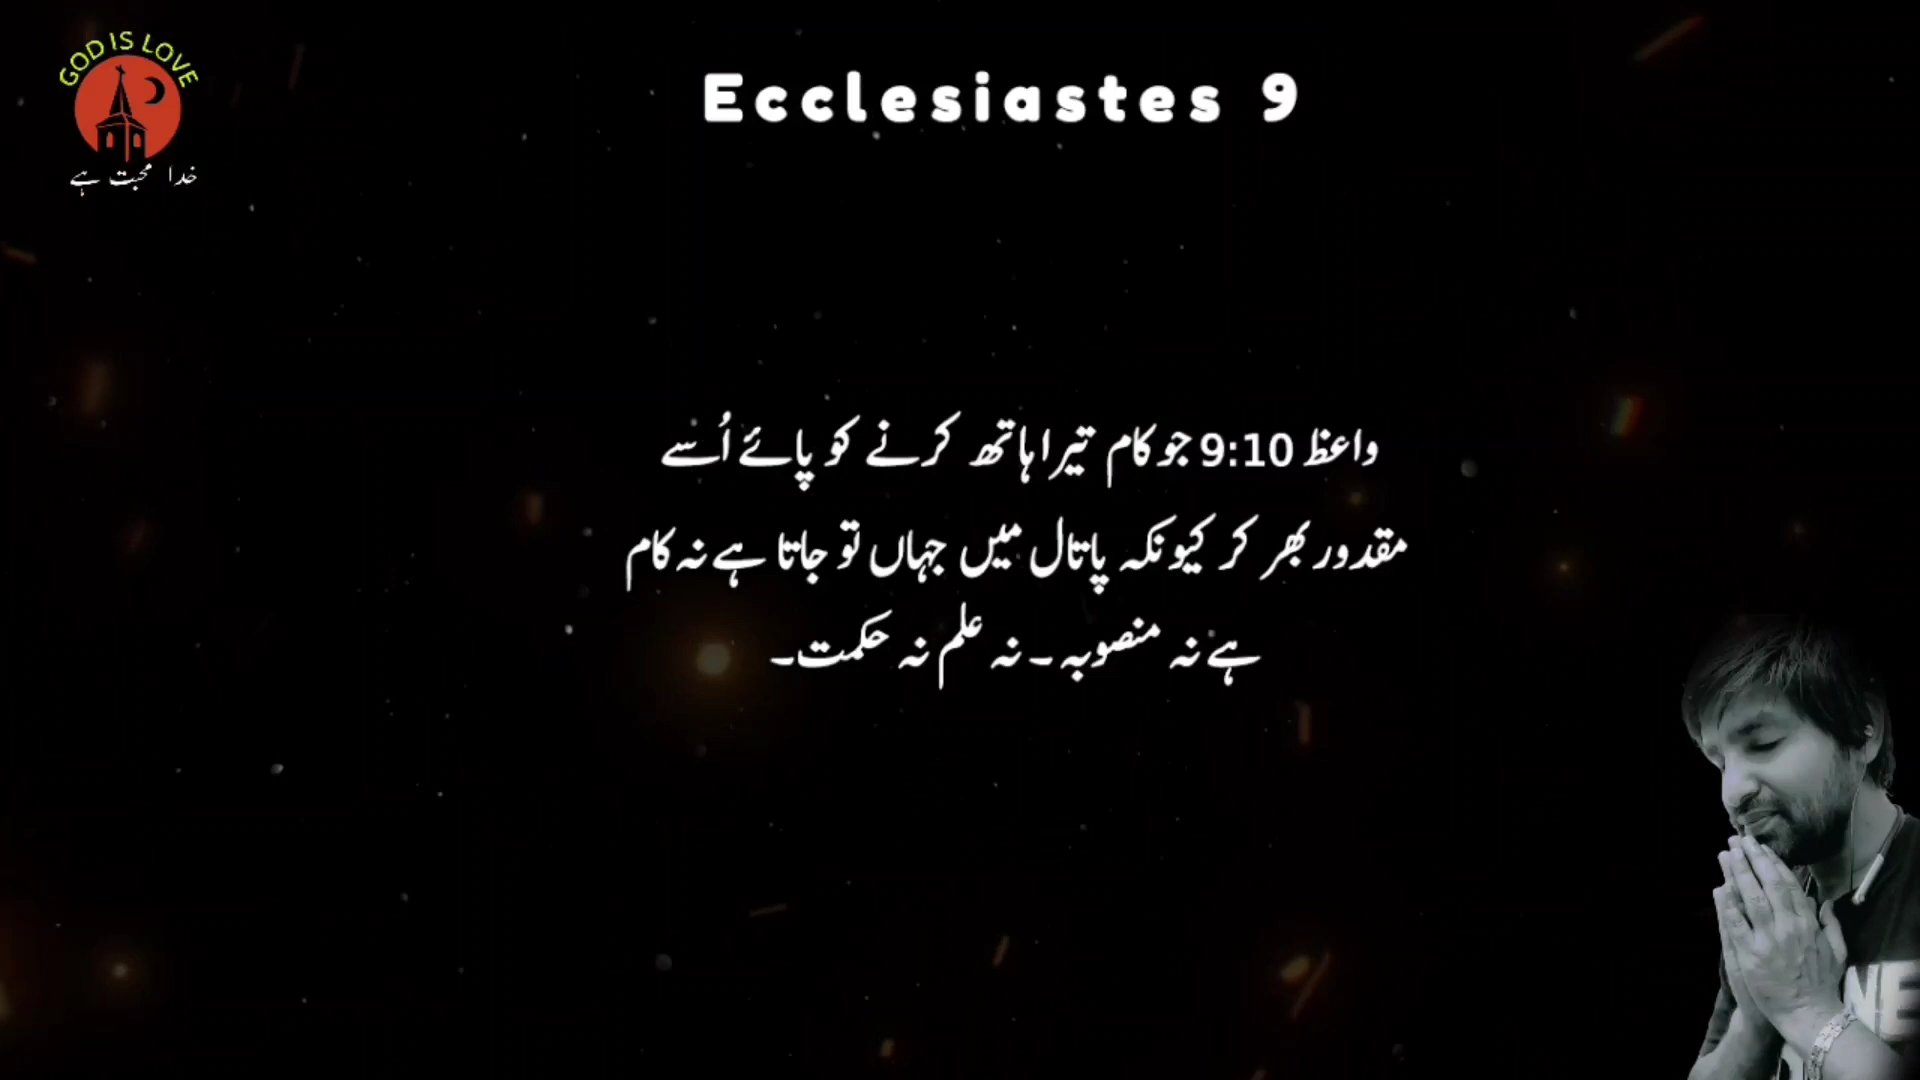 GOD IS LOVE
خدا محبت ہے
Ecclesiastes 9
واعظ 9:10 جو کام تیرا ہاتھ کرنے کو پائے اُسے
مقدور بھر کر کیونکہ پاتال میں جہاں تو جاتا ہے نہ کام
ہے نہ منصوبہ۔ نہ علم نہ حکمت۔
NE